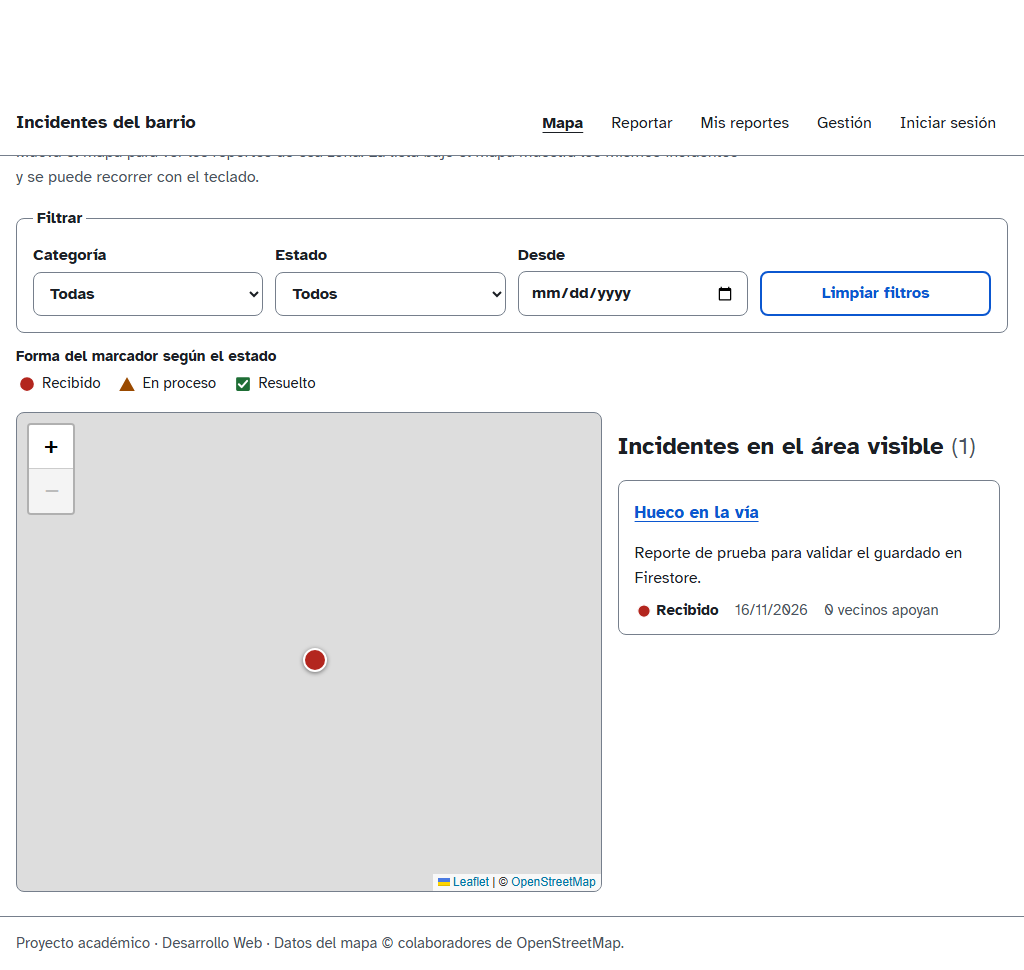 Incidentes del barrio
Mapa Reportar Mis reportes Gestión Iniciar sesión
y se puede recorrer con el teclado.
Filtrar
Categoría Estado Desde
Todas Todos mm/dd/yyyy Limpiar filtros
Forma del marcador según el estado
Recibido En proceso Resuelto
+
−
Incidentes en el área visible (1)
Hueco en la vía
Reporte de prueba para validar el guardado en
Firestore.
Recibido 16/11/2026 0 vecinos apoyan
Leaflet | © OpenStreetMap
Proyecto académico · Desarrollo Web · Datos del mapa © colaboradores de OpenStreetMap.